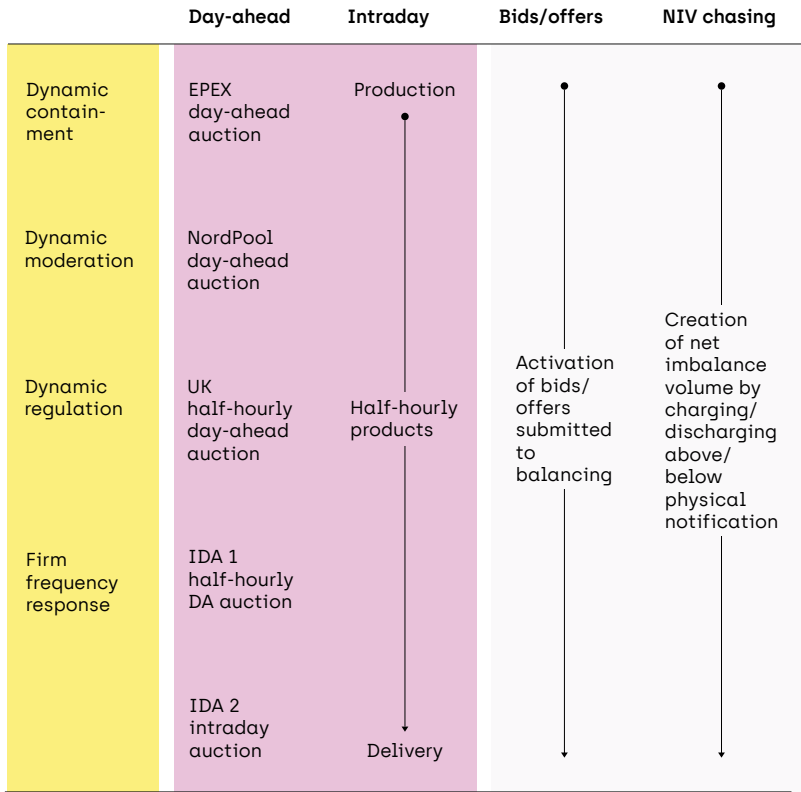 Day-ahead
Intraday
Bids/offers
NIV chasing
Dynamic
contain-
ment
Dynamic
moderation
Dynamic
regulation
Firm
frequency
response
EPEX
day-ahead
auction
NordPool
day-ahead
auction
UK
half-hourly
day-ahead
auction
IDA 1
half-hourly
DA auction
IDA 2
intraday
auction
Production
Half-hourly
products
Delivery
Activation
of bids/
offers
submitted
to
balancing
Creation
of net
imbalance
volume by
charging/
discharging
above/
below
physical
notification